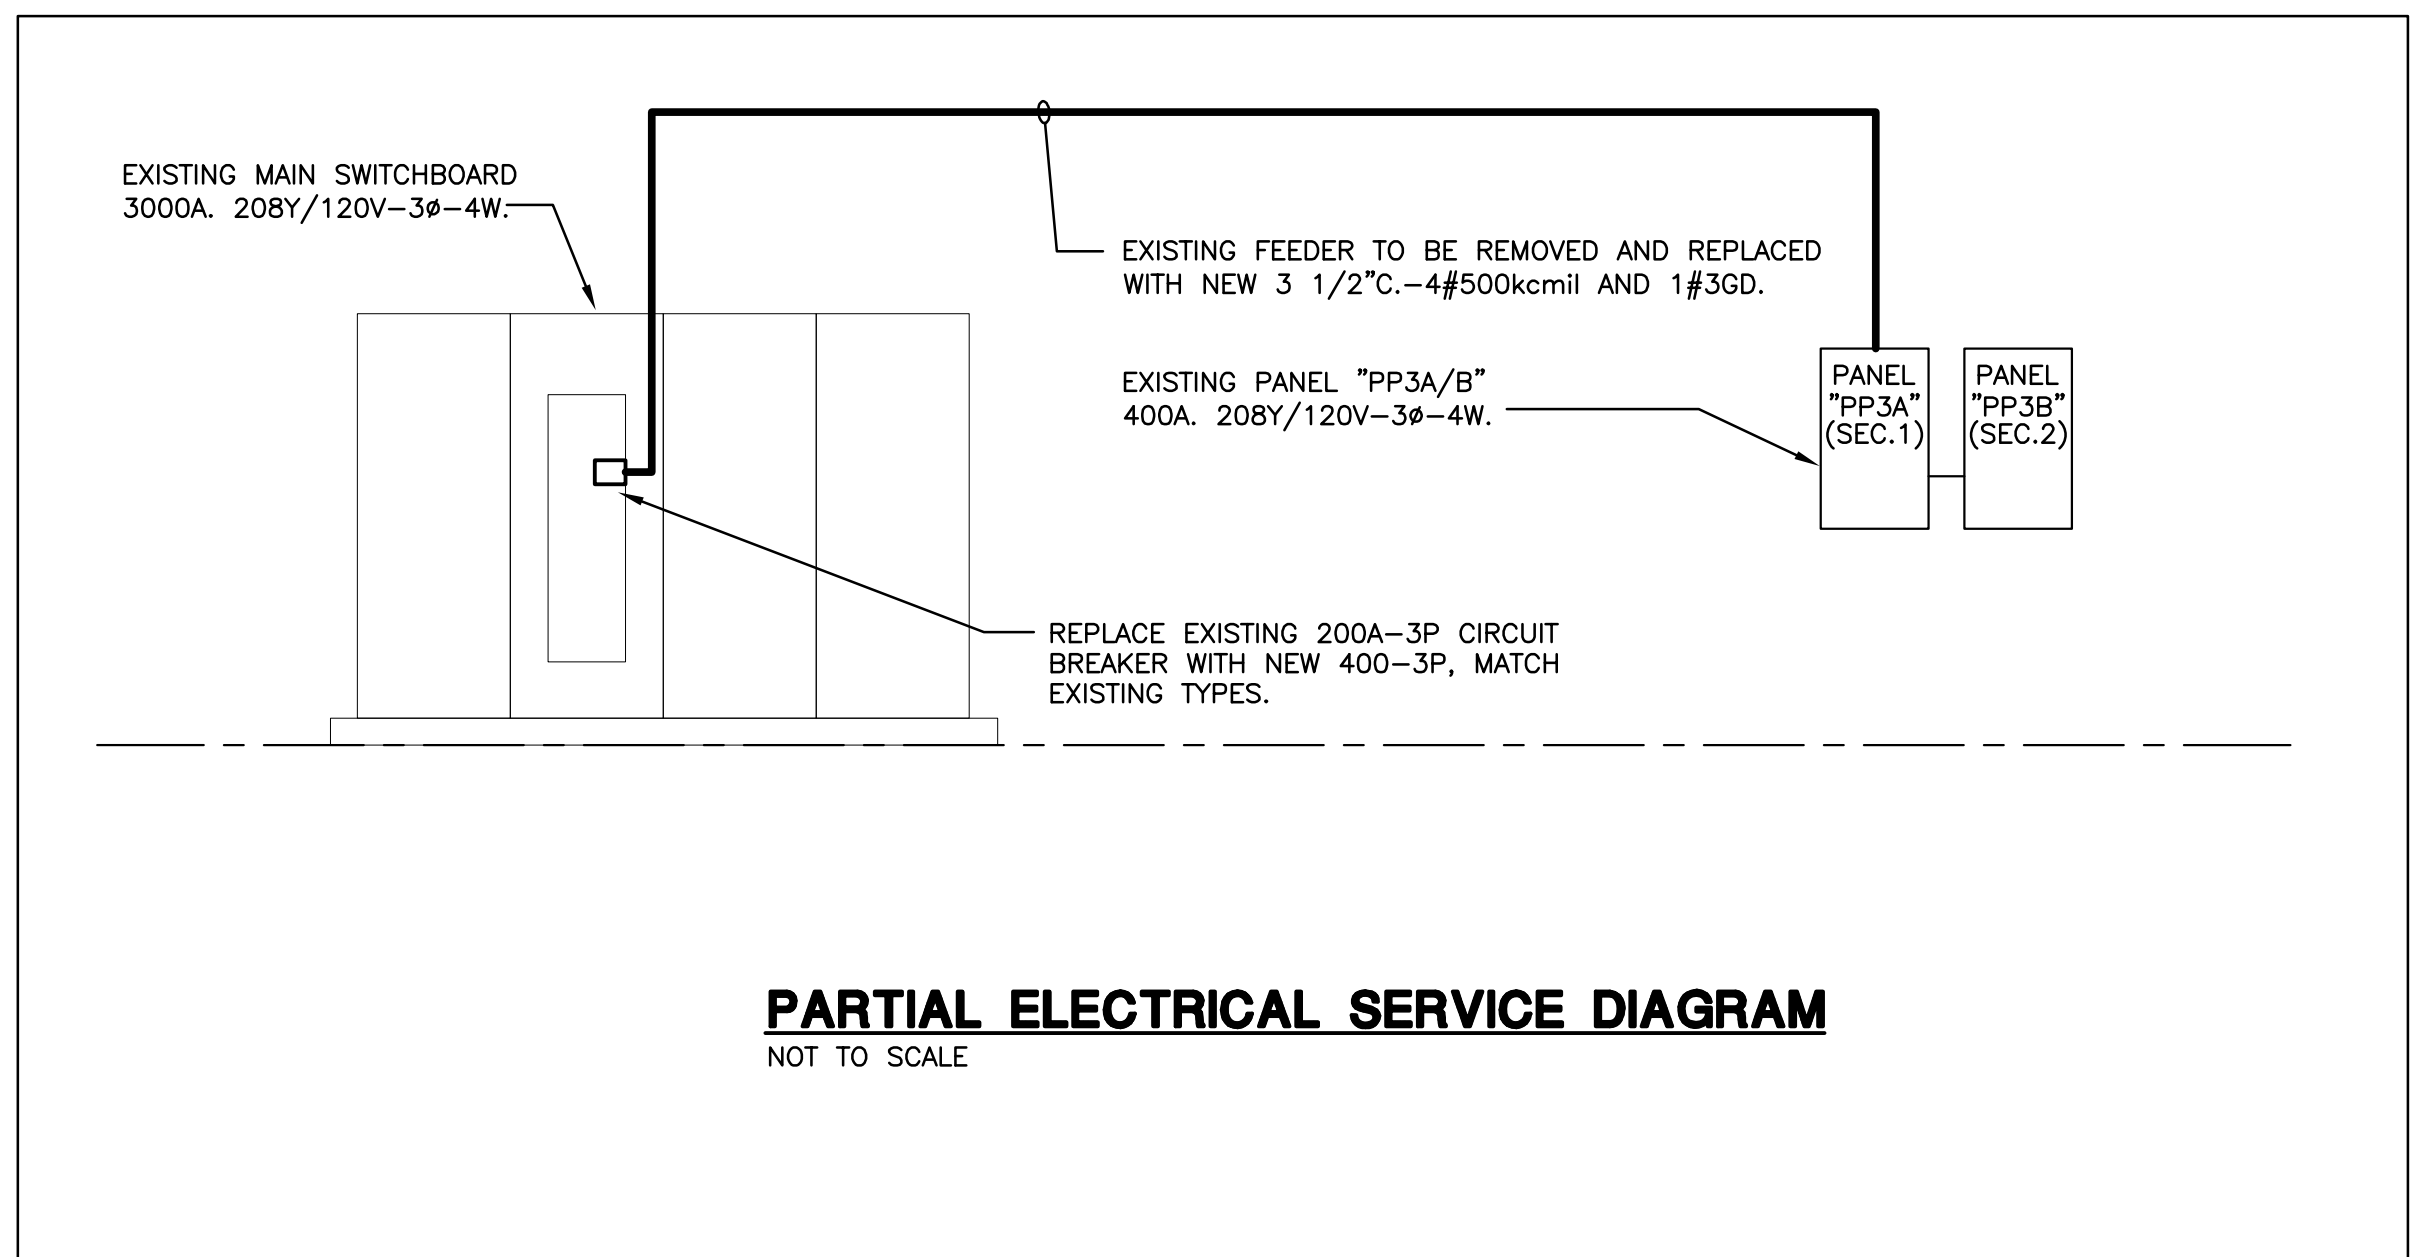 EXISTING MAIN SWITCHBOARD
3000A. 208Y/120V-3ø-4W.
EXISTING FEEDER TO BE REMOVED AND REPLACED
WITH NEW 3 1/2"C.-4#500kcmil AND 1#3GD.
EXISTING PANEL "PP3A/B"
400A. 208Y/120V-3ø-4W.
PANEL
"PP3A"
(SEC.1)
PANEL
"PP3B"
(SEC.2)
REPLACE EXISTING 200A-3P CIRCUIT
BREAKER WITH NEW 400-3P, MATCH
EXISTING TYPES.
PARTIAL ELECTRICAL SERVICE DIAGRAM
NOT TO SCALE